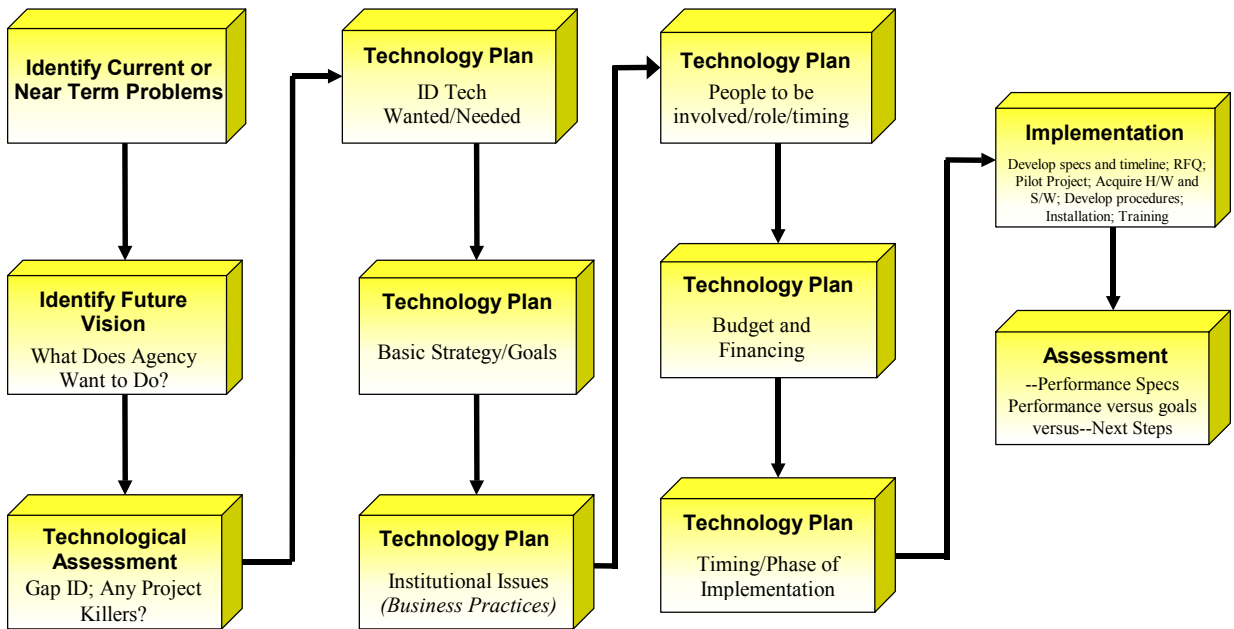 Identify Current or
Near Term Problems
Identify Future
Vision
What Does Agency
Want to Do?
Technological
Assessment
Gap ID; Any Project
Killers?
Technology Plan
ID Tech
Wanted/Needed
Technology Plan
Basic Strategy/Goals
Technology Plan
Institutional Issues
(Business Practices)
Technology Plan
People to be
involved/role/timing
Technology Plan
Budget and
Financing
Technology Plan
Timing/Phase of
Implementation
Implementation
Develop specs and timeline; RFQ;
Pilot Project; Acquire H/W and
S/W; Develop procedures;
Installation; Training
Assessment
--Performance Specs
Performance versus goals
versus--Next Steps